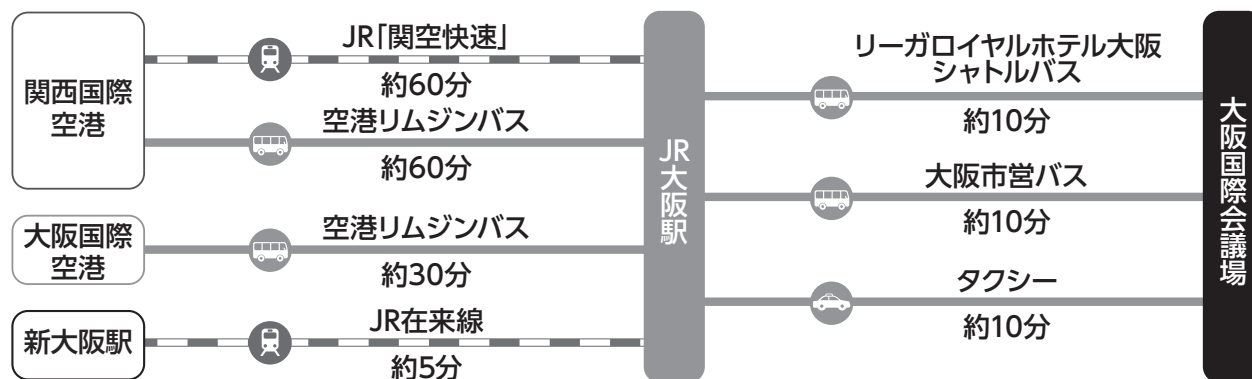 関西国際
空港
JR「関空快速」
約60分
空港リムジンバス
約60分
大阪国際
空港
空港リムジンバス
約30分
新大阪駅
JR在来線
約5分
JR大阪駅
リーガロイヤルホテル大阪
シャトルバス
約10分
大阪市営バス
約10分
タクシー
約10分
大阪国際会議場